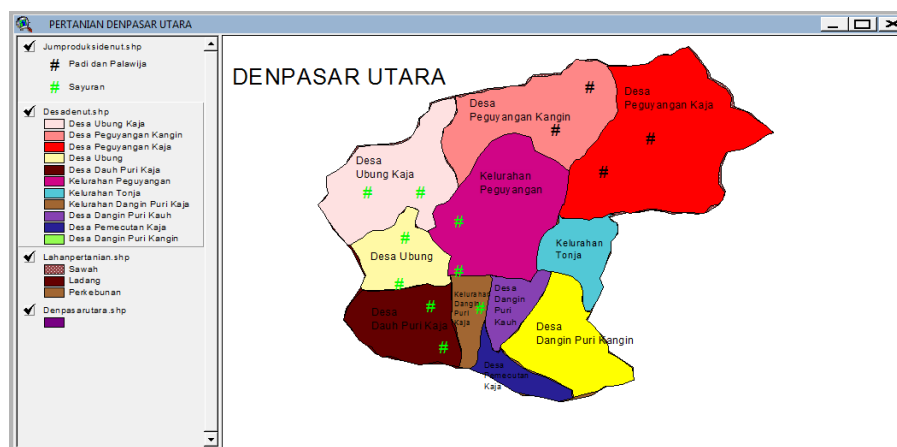 PERTANIAN DENPASAR UTARA
Jumproduksidenut.shp
# Padi dan Palawija
# Sayuran
Desadenut.shp
Desa Ubung Kaja
Desa Peguyangan Kangin
Desa Peguyangan Kaja
Desa Ubung
Desa Dauh Puri Kaja
Kelurahan Peguyangan
Kelurahan Tonja
Kelurahan Dangin Puri Kaja
Desa Dangin Puri Kauh
Desa Pemecutan Kaja
Desa Dangin Puri Kangin
Lahanpertanian.shp
Sawah
Ladang
Perkebunan
Denpasarutara.shp
DENPASAR UTARA
Desa
Peguyangan Kangin
Desa
Peguyangan Kaja
Desa
Ubung Kaja
Kelurahan
Peguyangan
Kelurahan
Tonja
Desa Ubung
Desa
Dauh Puri Kaja
Kelurahan
Dangin
Puri
Kaja
Desa
Dangin
Puri
Kauh
Desa
Dangin Puri Kangin
Desa
Pemecutan
Kaja